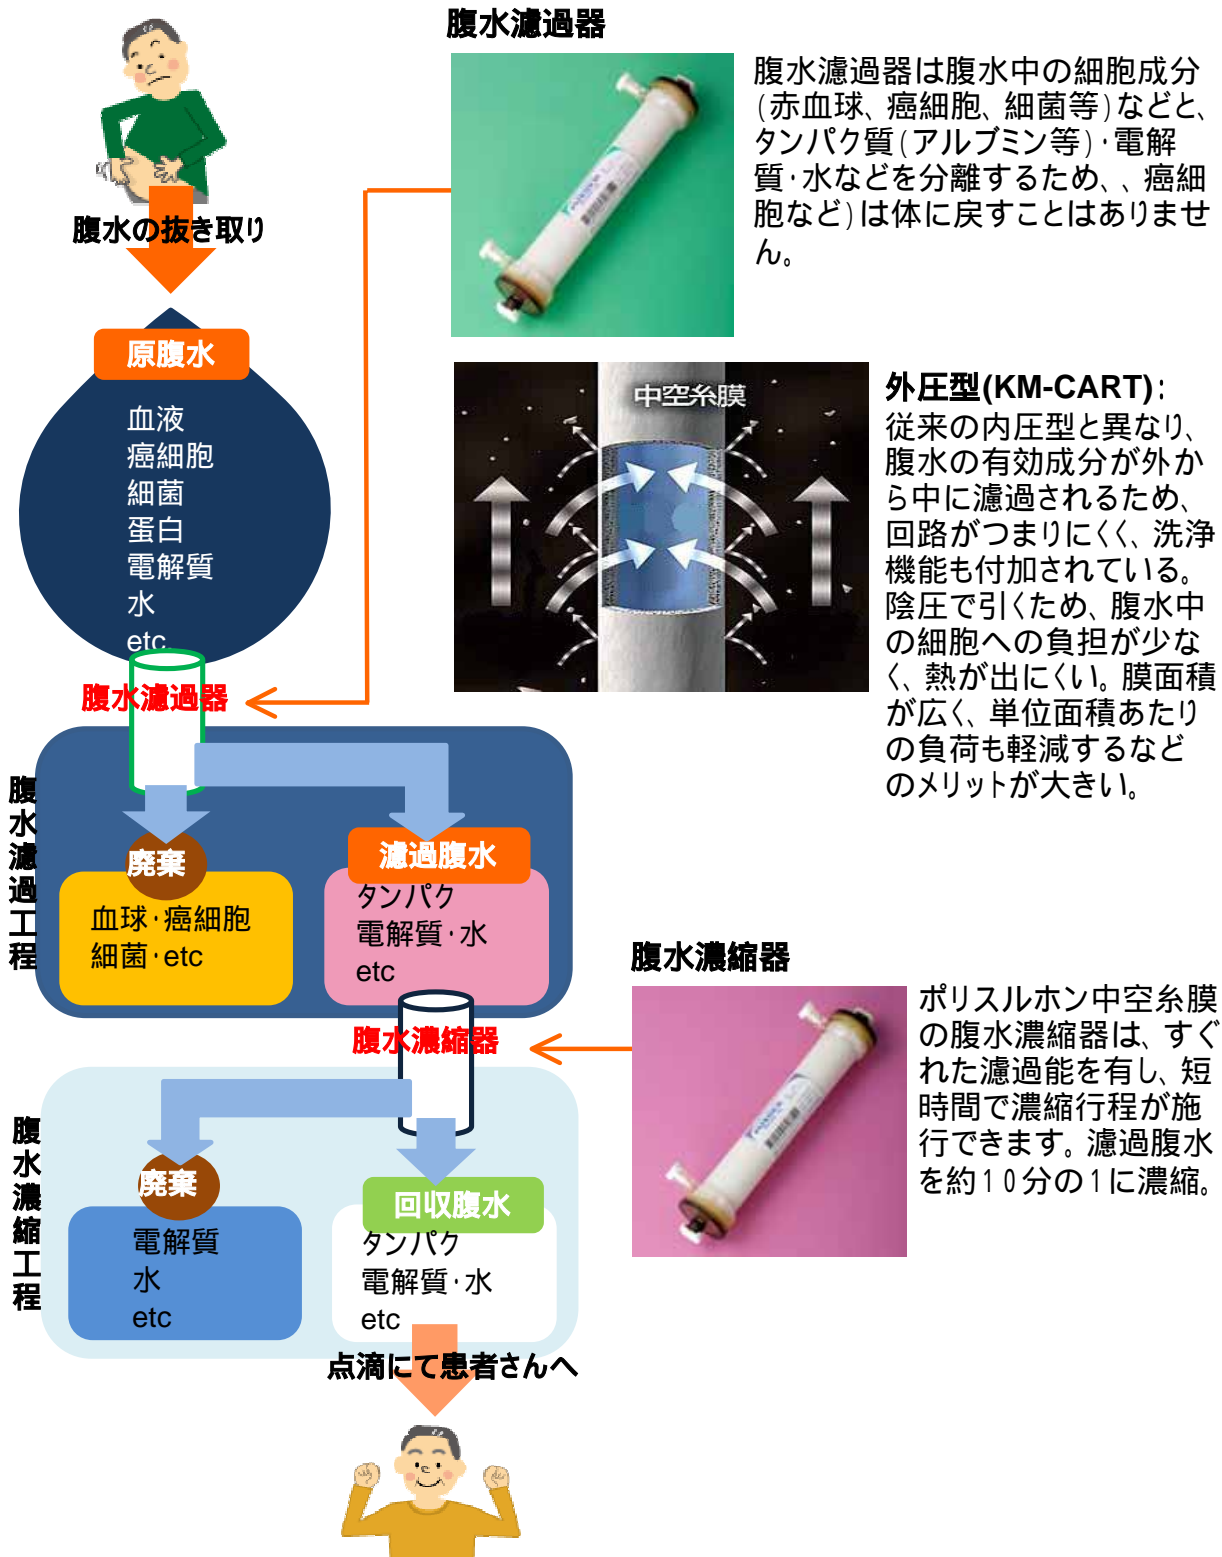 腹水濾過器
腹水濾過器は腹水中の細胞成分
(赤血球、癌細胞、細菌等)などと、
タンパク質(アルブミン等)・電解
質・水などを分離するため、、癌細
胞など)は体に戻すことはありませ
ん。
腹水の抜き取り
原腹水
血液
癌細胞
細菌
蛋白
電解質
水
etc
中空糸膜
外圧型(KM-CART):
従来の内圧型と異なり、
腹水の有効成分が外か
ら中に濾過されるため、
回路がつまりにくく、洗浄
機能も付加されている。
陰圧で引くため、腹水中
の細胞への負担が少な
く、熱が出にくい。膜面積
が広く、単位面積あたり
の負荷も軽減するなど
のメリットが大きい。
腹水濾過器
腹水濾過工程
廃棄
血球・癌細胞
細菌・etc
濾過腹水
タンパク
電解質・水
etc
腹水濃縮器
ポリスルホン中空糸膜
の腹水濃縮器は、すぐ
れた濾過能を有し、短
時間で濃縮行程が施
行できます。濾過腹水
を約10分の1に濃縮。
腹水濃縮器
腹水濃縮工程
廃棄
電解質
水
etc
回収腹水
タンパク
電解質・水
etc
点滴にて患者さんへ